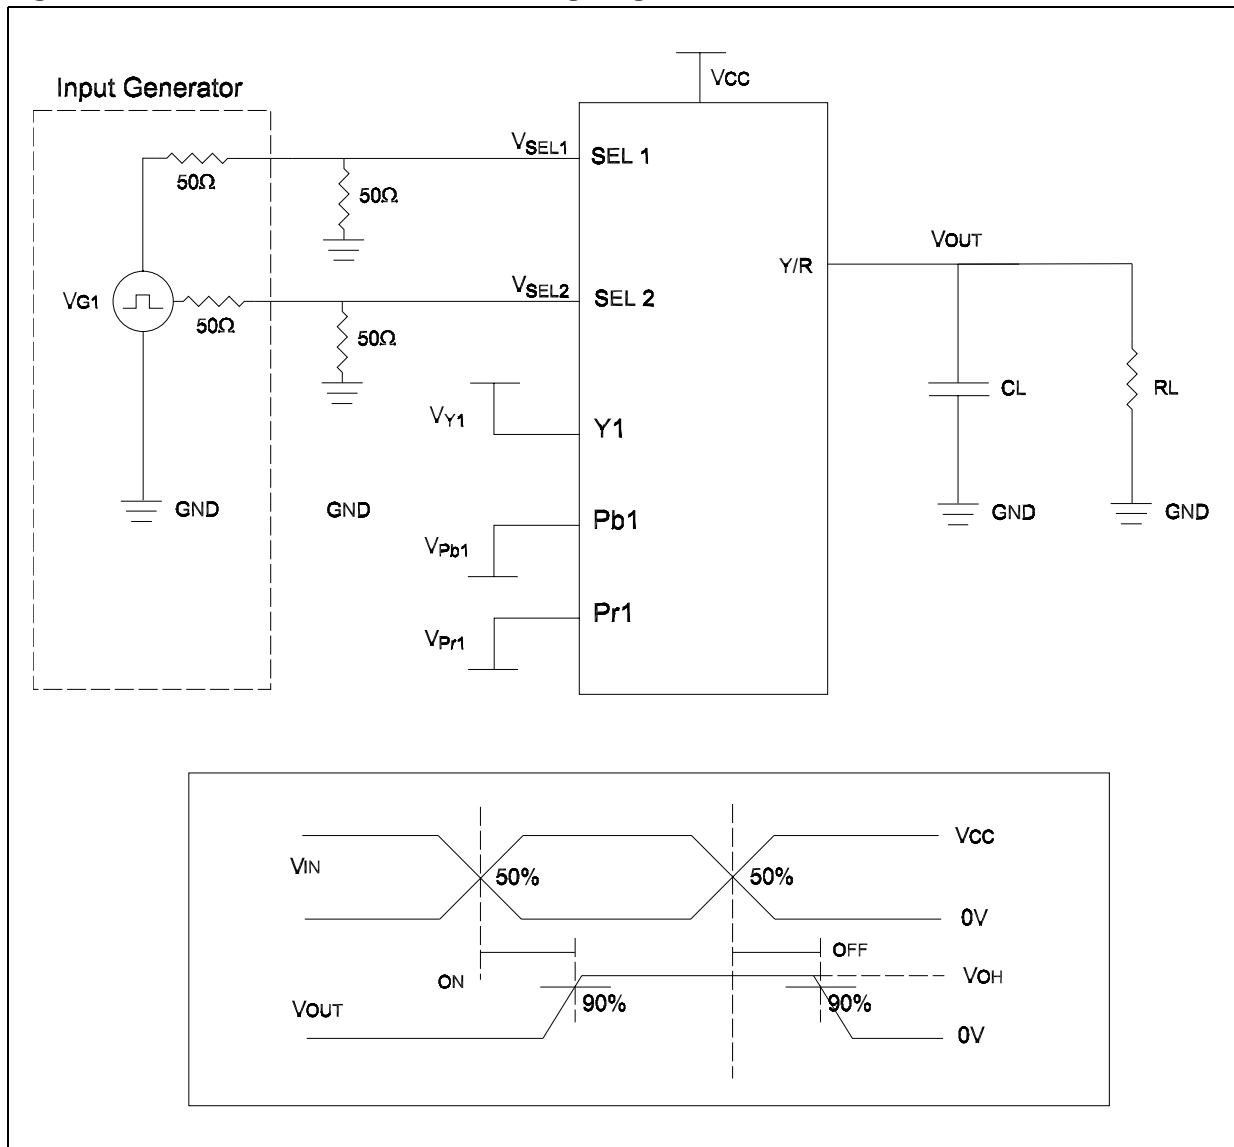 Input Generator
VCC
VSEL1
SEL 1
50Ω
50Ω
VOUT
Y/R
VG1
VSEL2
SEL 2
50Ω
50Ω
CL
RL
VY1
Y1
GND
GND
GND
GND
Pb1
VPb1
Pr1
VPr1
VIN
50%
50%
VCC
0V
ON
OFF
VOH
VOUT
90%
90%
0V